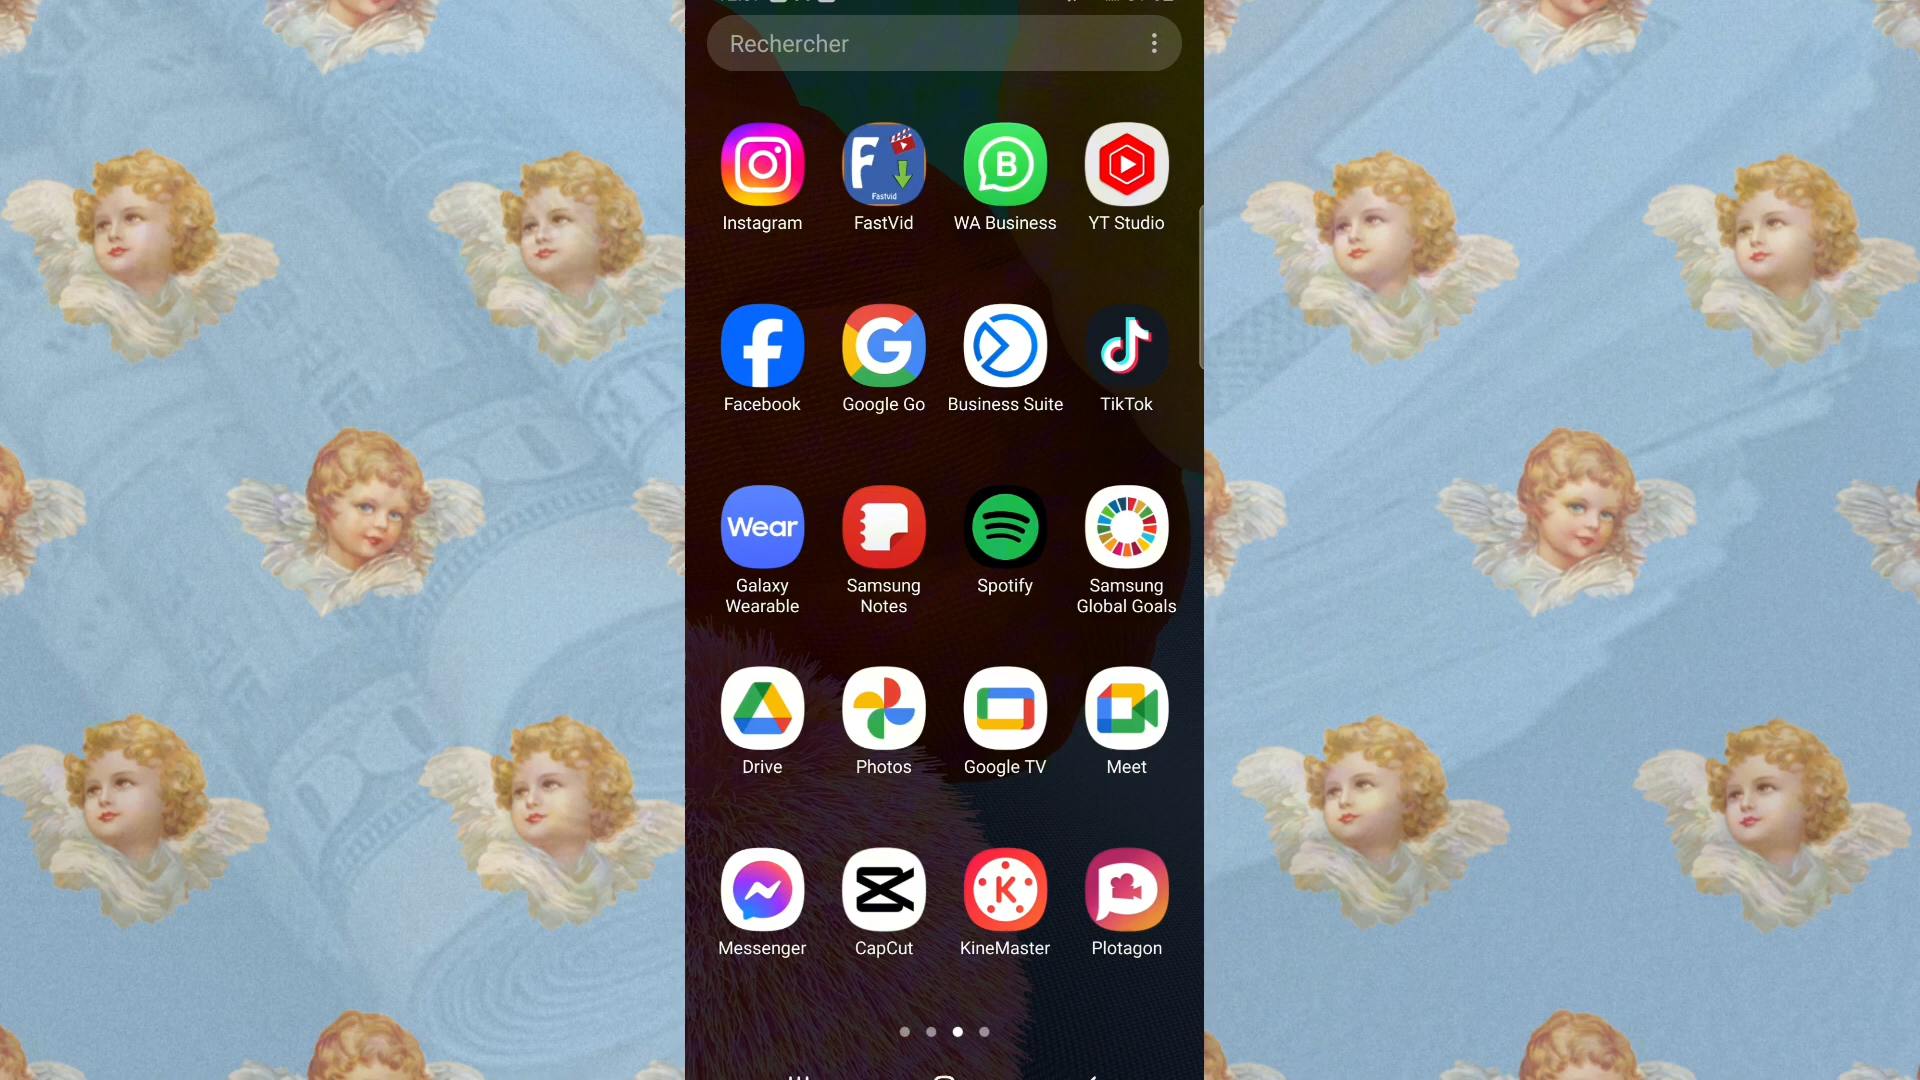 Rechercher
Fastvid
Instagram
FastVid
WA Business
YT Studio
Facebook
Google Go
Business Suite
TikTok
Wear
Galaxy
Wearable
Samsung
Notes
Spotify
Samsung
Global Goals
Drive
Photos
Google TV
Meet
Messenger
CapCut
KineMaster
Plotagon